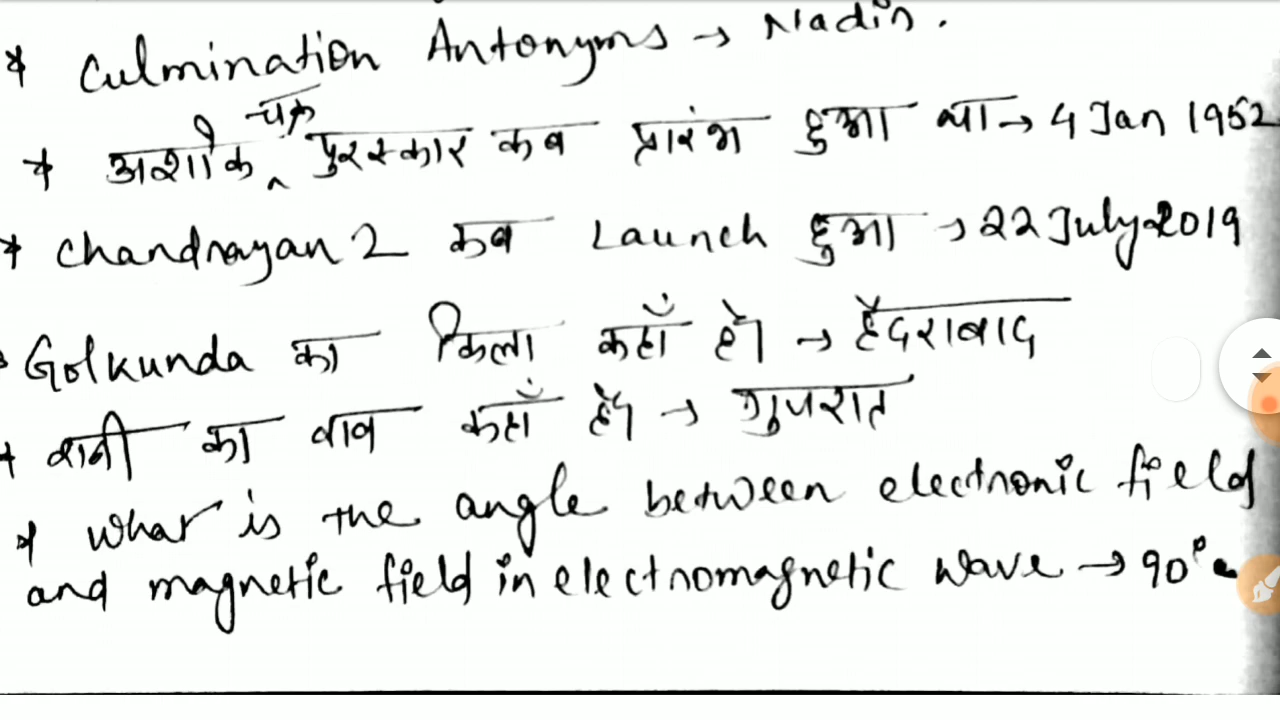 * Culmination Antonyms → Nadir.
* अशोक ^ चक्र पुरस्कार कब प्रारंभ हुआ था → 4 Jan 1952
* Chandrayan 2 कब Launch हुआ → 22 July 2019
* Golkunda का किला कहाँ है। → हैदराबाद
* रानी का वाव कहाँ है। → गुजरात
* what is the angle between electronic field
and magnetic field in electromagnetic wave → 90°